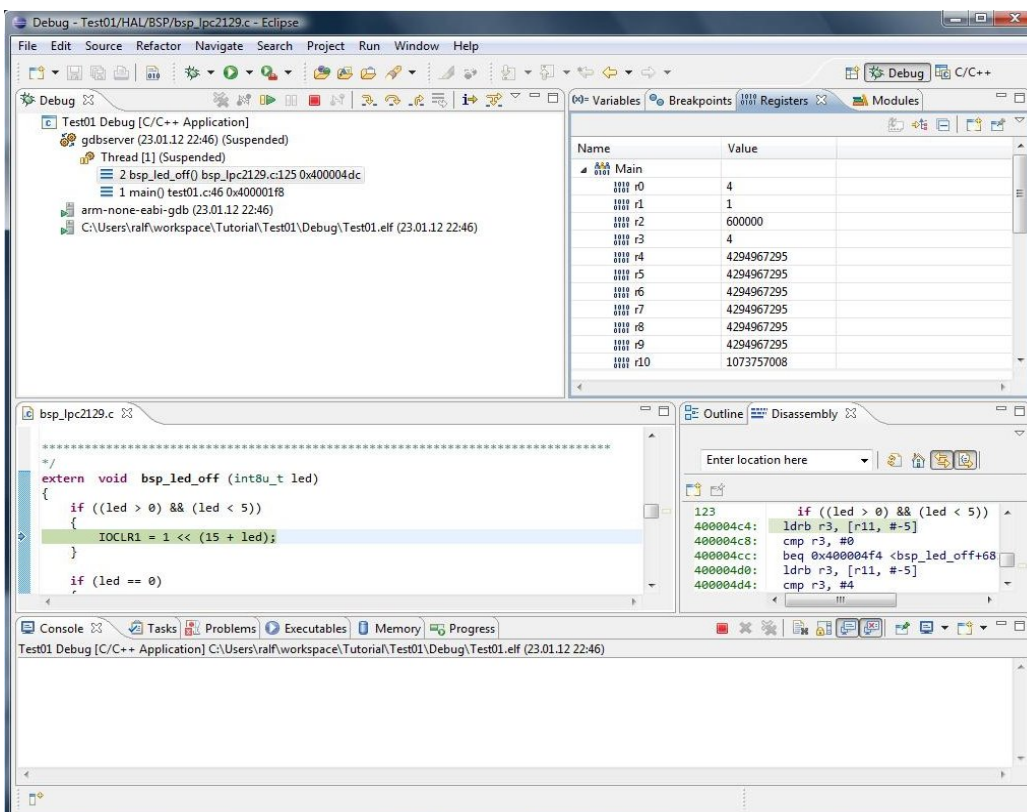 Debug - Test01/HAL/BSP/bsp_lpc2129.c - Eclipse
File Edit Source Refactor Navigate Search Project Run Window Help
Debug C/C++
Debug
Test01 Debug [C/C++ Application]
gdbserver (23.01.12 22:46) (Suspended)
Thread [1] (Suspended)
2 bsp_led_off() bsp_lpc2129.c:125 0x400004dc
1 main() test01.c:46 0x400001f8
arm-none-eabi-gdb (23.01.12 22:46)
C:\Users\ralf\workspace\Tutorial\Test01\Debug\Test01.elf (23.01.12 22:46)
(x)= Variables Breakpoints Registers Modules
Name Value
Main
r0 4
r1 1
r2 600000
r3 4
r4 4294967295
r5 4294967295
r6 4294967295
r7 4294967295
r8 4294967295
r9 4294967295
r10 1073757008
bsp_lpc2129.c
*********************************************************************************
*/
extern void bsp_led_off (int8u_t led)
{
if ((led > 0) && (led < 5))
{
IOCLR1 = 1 << (15 + led);
}
if (led == 0)
Outline Disassembly
Enter location here
123 if ((led > 0) && (led < 5))
400004c4: ldrb r3, [r11, #-5]
400004c8: cmp r3, #0
400004cc: beq 0x400004f4 <bsp_led_off+68
400004d0: ldrb r3, [r11, #-5]
400004d4: cmp r3, #4
Console Tasks Problems Executables Memory Progress
Test01 Debug [C/C++ Application] C:\Users\ralf\workspace\Tutorial\Test01\Debug\Test01.elf (23.01.12 22:46)